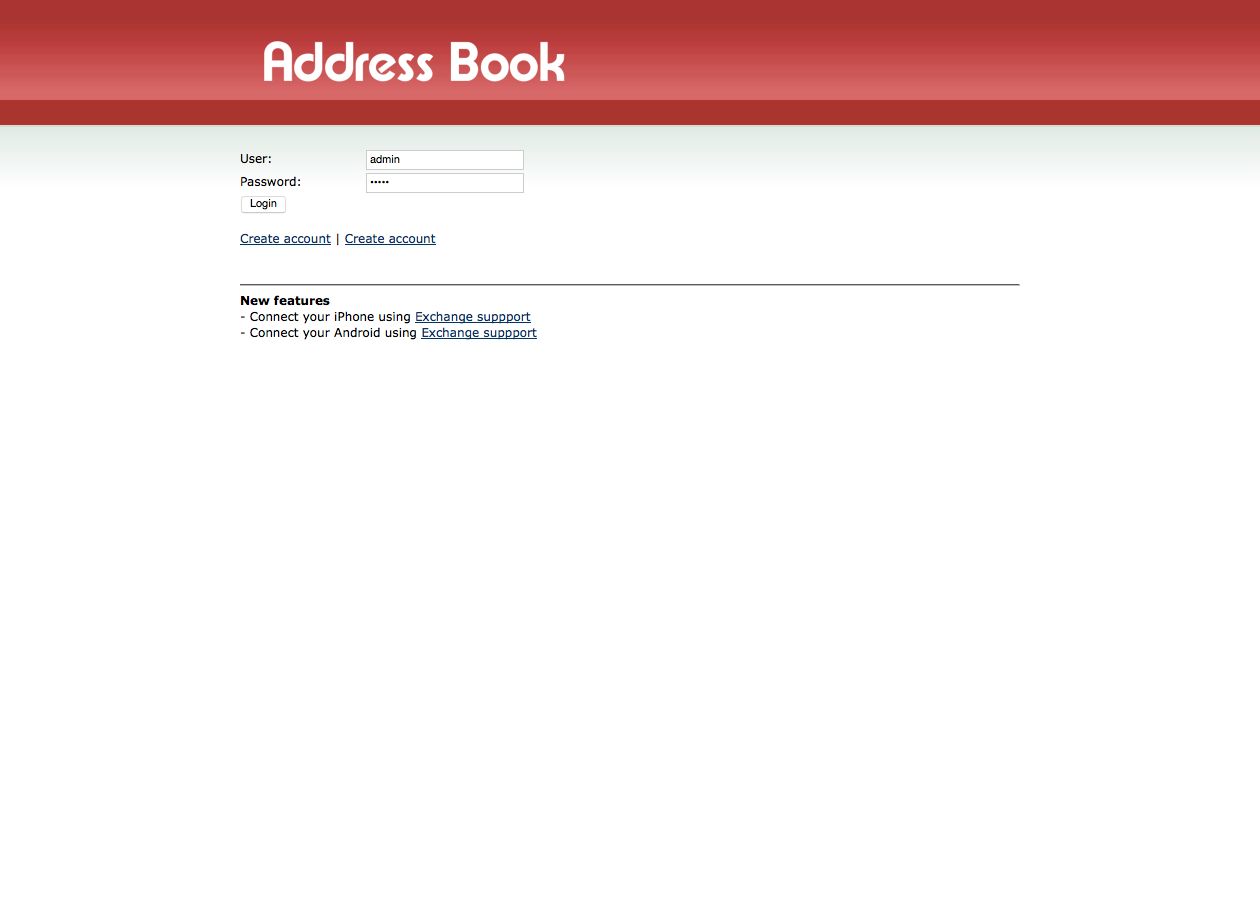 Address Book
User: admin
Password: •••••
Login
Create account | Create account
New features
- Connect your iPhone using Exchange suppport
- Connect your Android using Exchange suppport